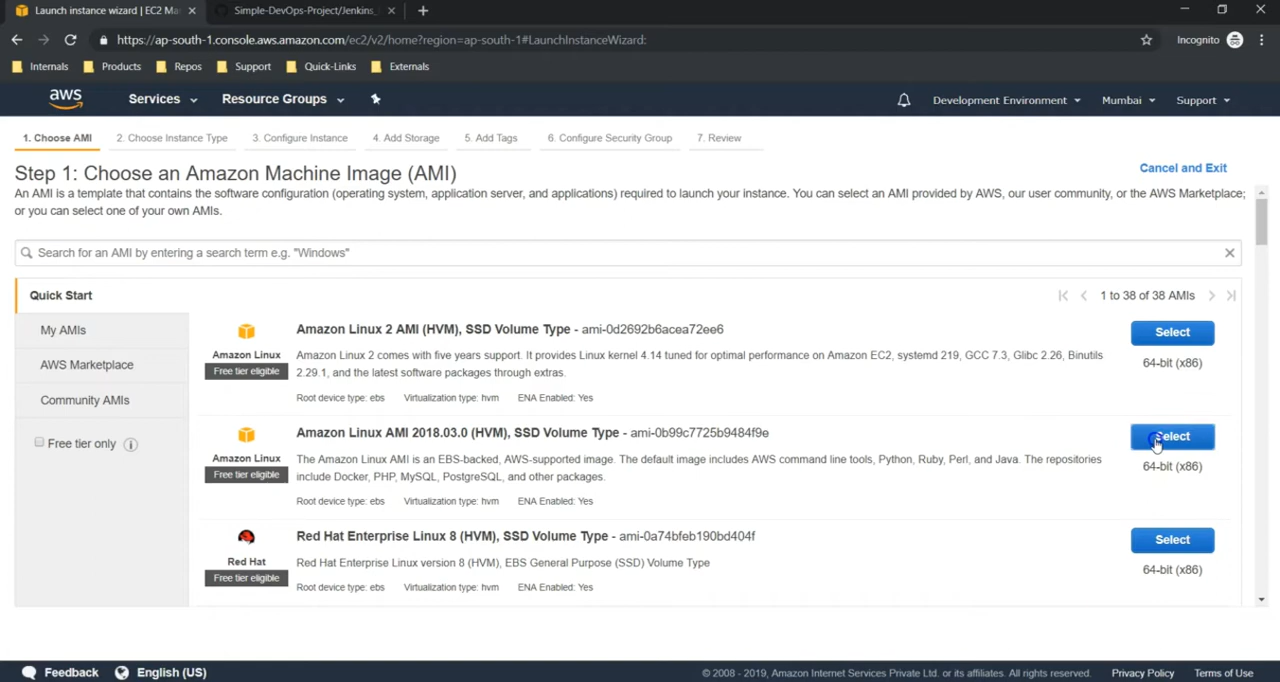 Launch instance wizard | EC2 Ma
Simple-DevOps-Project/Jenkins_
https://ap-south-1.console.aws.amazon.com/ec2/v2/home?region=ap-south-1#LaunchInstanceWizard:
Incognito
Internals Products Repos Support Quick-Links Externals
aws Services Resource Groups Development Environment Mumbai Support
1. Choose AMI 2. Choose Instance Type 3. Configure Instance 4. Add Storage 5. Add Tags 6. Configure Security Group 7. Review
Step 1: Choose an Amazon Machine Image (AMI)
Cancel and Exit
An AMI is a template that contains the software configuration (operating system, application server, and applications) required to launch your instance. You can select an AMI provided by AWS, our user community, or the AWS Marketplace;
or you can select one of your own AMIs.
Search for an AMI by entering a search term e.g. "Windows"
Quick Start
1 to 38 of 38 AMIs
My AMIs
AWS Marketplace
Community AMIs
Free tier only
Amazon Linux
Free tier eligible
Amazon Linux 2 AMI (HVM), SSD Volume Type - ami-0d2692b6acea72ee6
Amazon Linux 2 comes with five years support. It provides Linux kernel 4.14 tuned for optimal performance on Amazon EC2, systemd 219, GCC 7.3, Glibc 2.26, Binutils
2.29.1, and the latest software packages through extras.
Root device type: ebs Virtualization type: hvm ENA Enabled: Yes
Select
64-bit (x86)
Amazon Linux
Free tier eligible
Amazon Linux AMI 2018.03.0 (HVM), SSD Volume Type - ami-0b99c7725b9484f9e
The Amazon Linux AMI is an EBS-backed, AWS-supported image. The default image includes AWS command line tools, Python, Ruby, Perl, and Java. The repositories
include Docker, PHP, MySQL, PostgreSQL, and other packages.
Root device type: ebs Virtualization type: hvm ENA Enabled: Yes
Select
64-bit (x86)
Red Hat
Free tier eligible
Red Hat Enterprise Linux 8 (HVM), SSD Volume Type - ami-0a74bfeb190bd404f
Red Hat Enterprise Linux version 8 (HVM), EBS General Purpose (SSD) Volume Type
Root device type: ebs Virtualization type: hvm ENA Enabled: Yes
Select
64-bit (x86)
Feedback English (US)
© 2008 - 2019, Amazon Internet Services Private Ltd. or its affiliates. All rights reserved. Privacy Policy Terms of Use